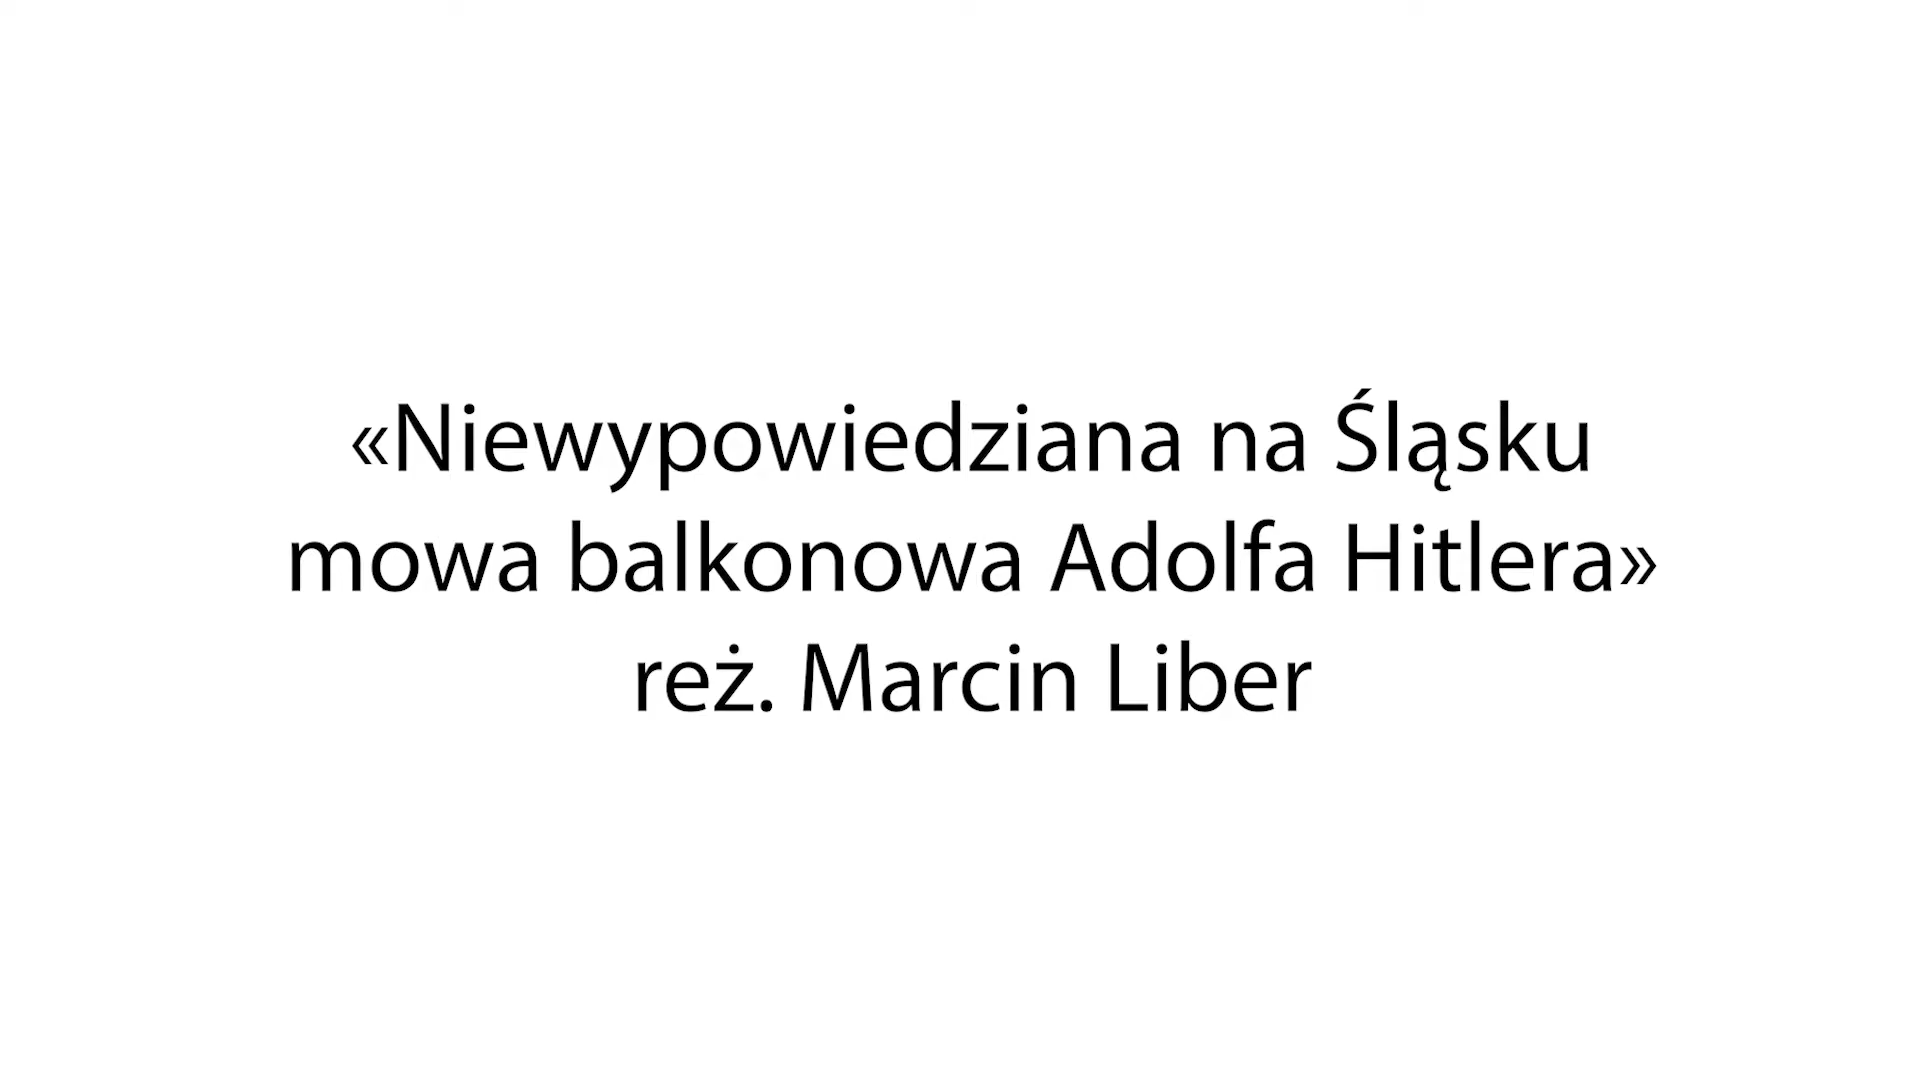 «Niewypowiedziana na Śląsku
mowa balkonowa Adolfa Hitlera»
reż. Marcin Liber